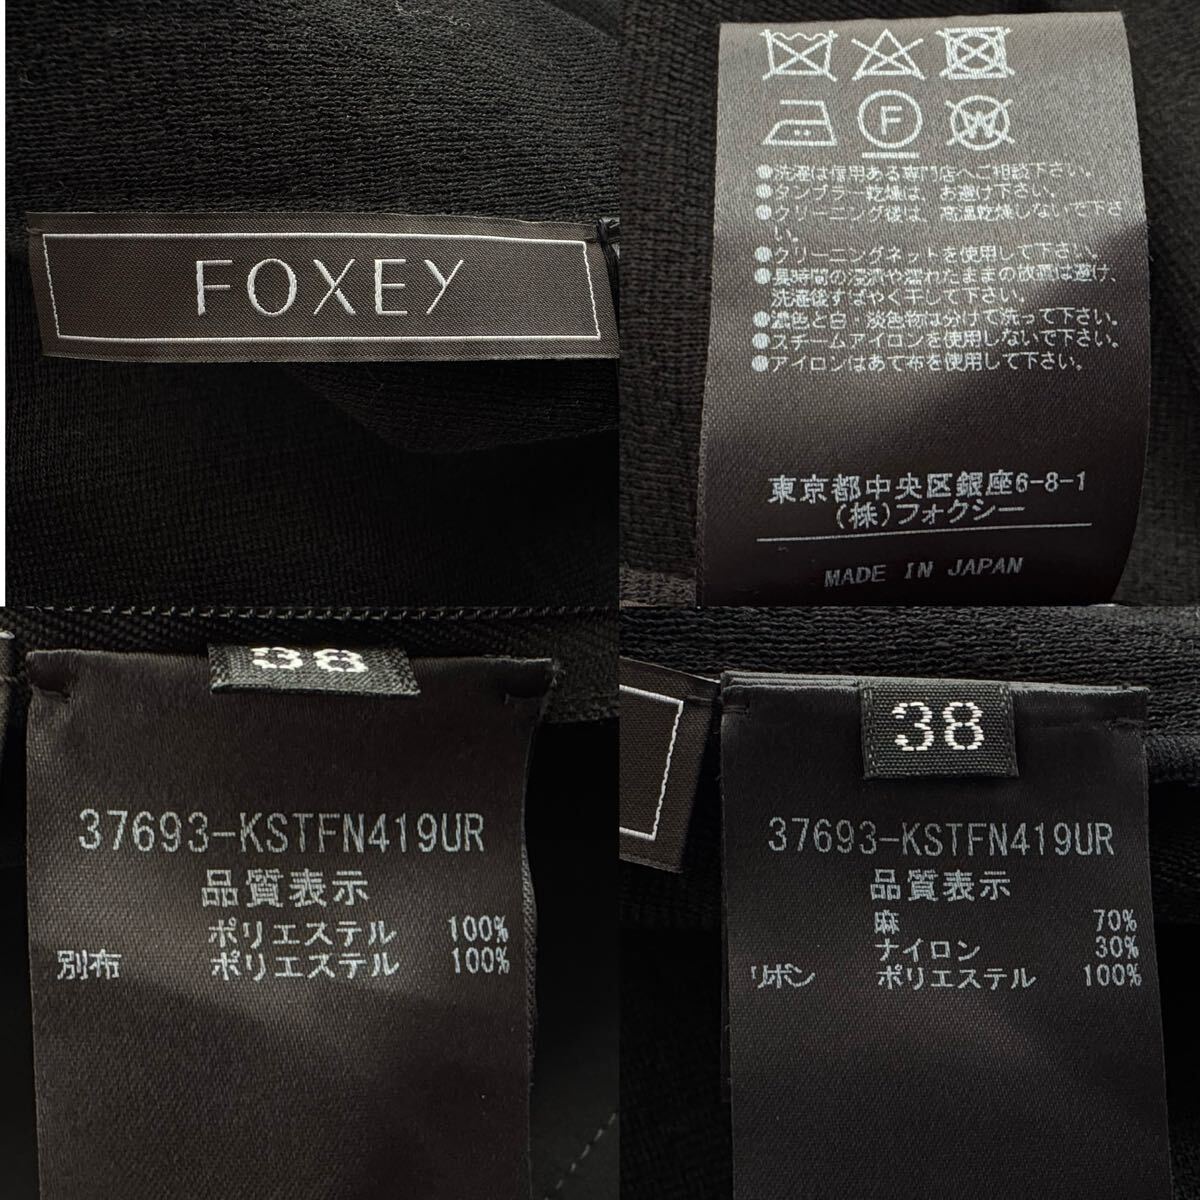 FOXEY
F
W
●洗濯は信用ある専門店へご相談下さい。
●タンブラー乾燥は、お避け下さい。
●クリーニング後は、高温乾燥しないで下さ
い。
●クリーニングネットを使用して下さい。
●長時間の浸漬や濡れたままの放置は避け、
洗濯後すばやく干して下さい。
●濃色と白・淡色物は分けて洗って下さい。
●スチームアイロンを使用しないで下さい。
●アイロンはあて布を使用して下さい。
東京都中央区銀座6-8-1
(株)フォクシー
MADE IN JAPAN
38
37693-KSTFN419UR
品質表示
ポリエステル 100%
別布 ポリエステル 100%
38
37693-KSTFN419UR
品質表示
麻 70%
ナイロン 30%
リボン ポリエステル 100%